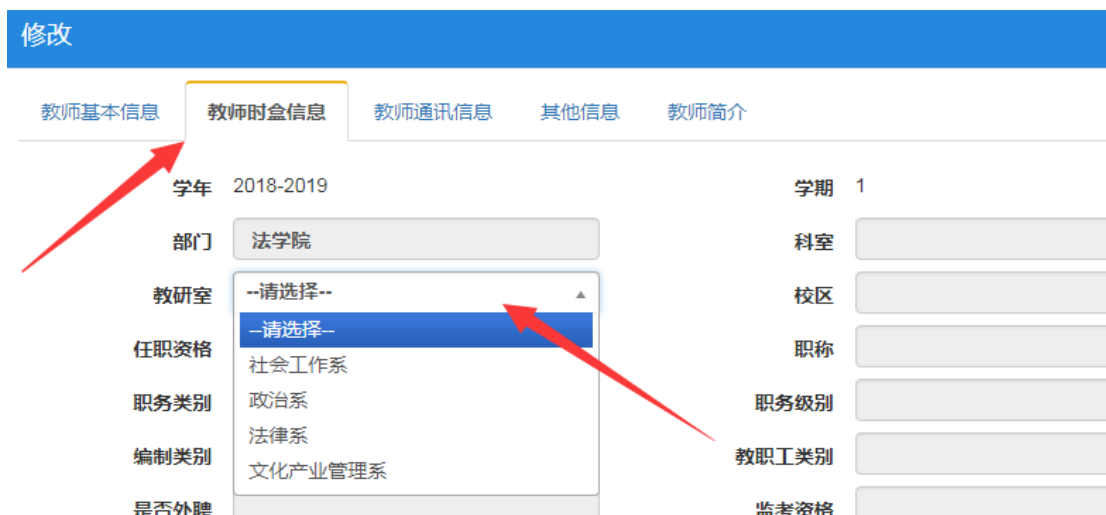 修改
教师基本信息 教师时盒信息 教师通讯信息 其他信息 教师简介
学年 2018-2019 学期 1
部门 法学院 科室
教研室 --请选择-- 校区
--请选择--
任职资格 社会工作系 职称
职务类别 政治系 职务级别
法律系
编制类别 文化产业管理系 教职工类别
是否外聘 监考资格